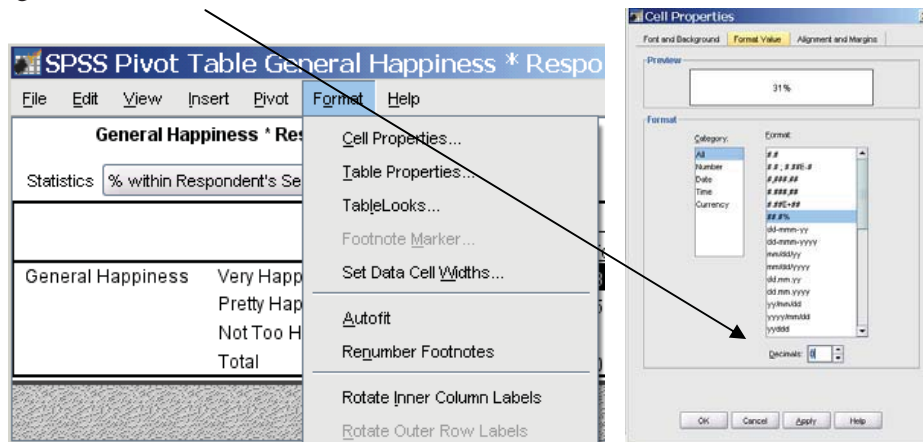 SPSS Pivot Table General Happiness * Respo
File Edit View Insert Pivot Format Help
General Happiness * Res
Statistics % within Respondent's Se
General Happiness Very Happ
Pretty Hap
Not Too H
Total
Cell Properties...
Table Properties...
TableLooks...
Footnote Marker...
Set Data Cell Widths...
Autofit
Renumber Footnotes
Rotate Inner Column Labels
Rotate Outer Row Labels
Cell Properties
Font and Background Format Value Alignment and Margins
Preview
31%
Format
Category: Format:
All
Number
Date
Time
Currency
#.#
#.# ; #.##E-#
#,###.##
#.###,##
#.##E+##
##.#%
dd-mmm-yy
dd-mmm-yyyy
mm/dd/yy
mm/dd/yyyy
dd.mm.yy
dd.mm.yyyy
yy/mm/dd
yyyy/mm/dd
yyddd
Decimals: 0
OK Cancel Apply Help